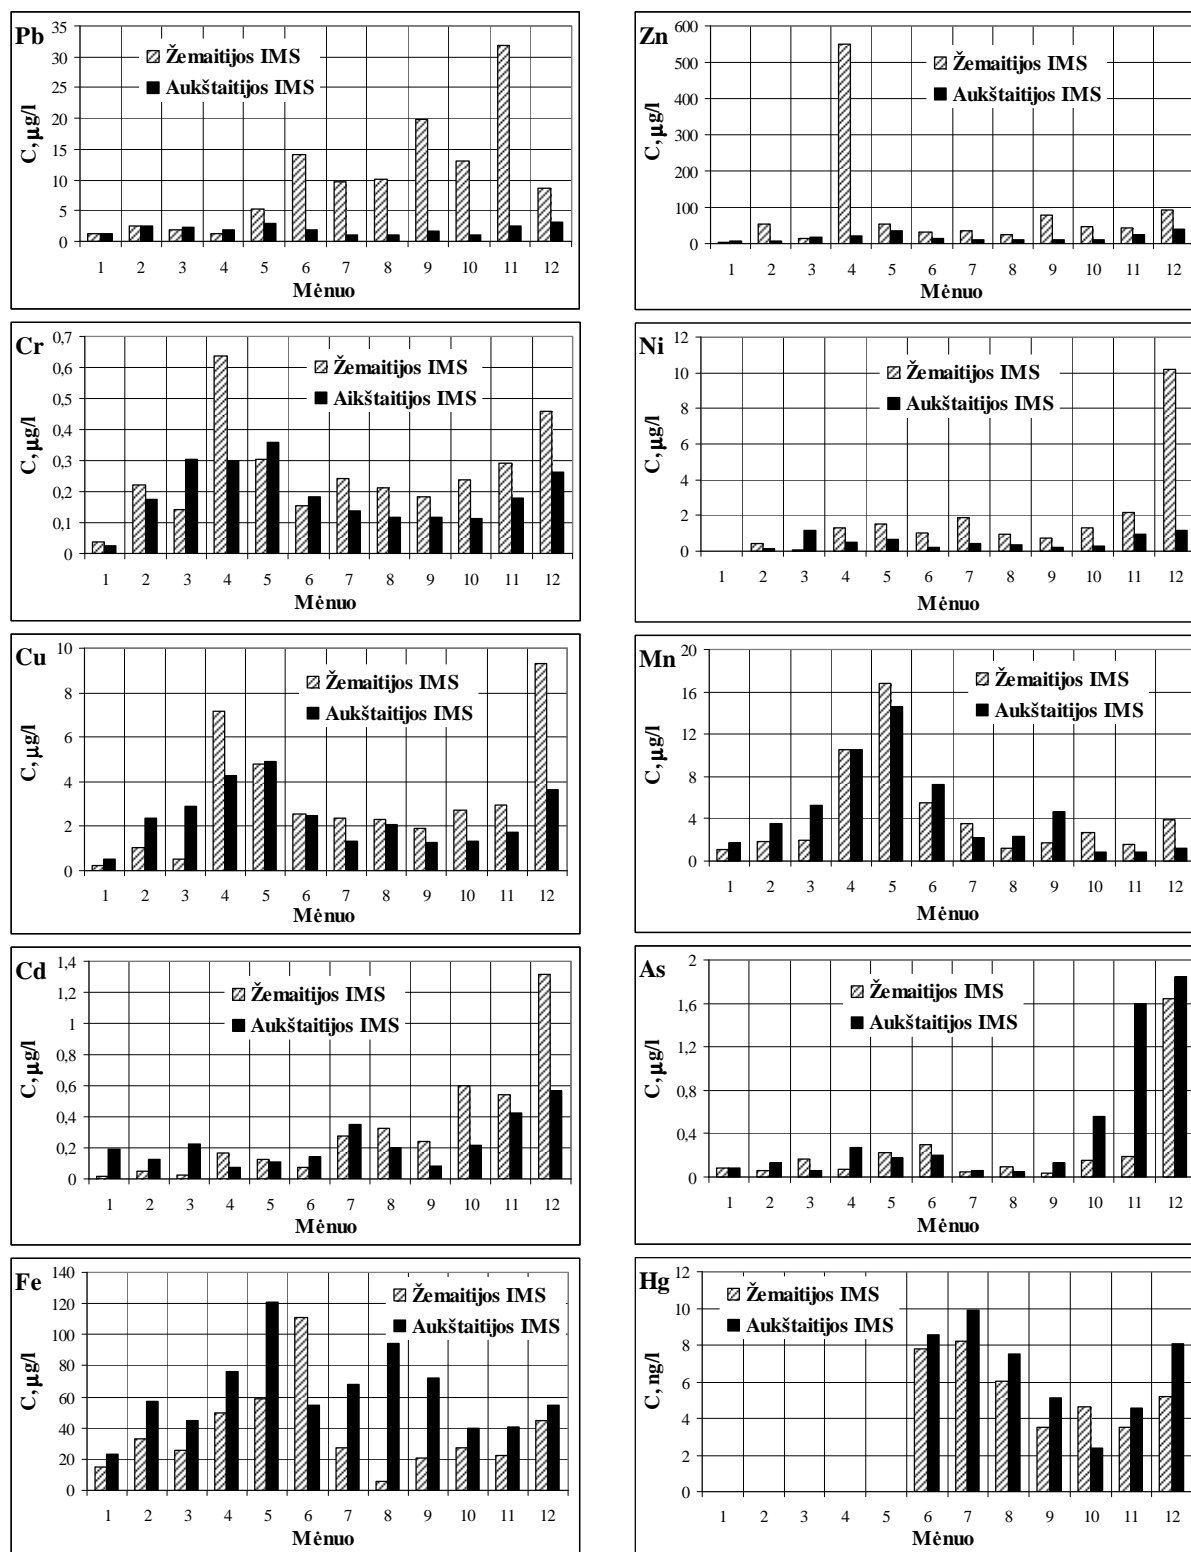 Pb
35
30
25
20
15
10
5
0
C, µg/l
Žemaitijos IMS
Aukštaitijos IMS
1 2 3 4 5 6 7 8 9 10 11 12
Mėnuo
Zn
600
500
400
300
200
100
0
C, µg/l
Žemaitijos IMS
Aukštaitijos IMS
1 2 3 4 5 6 7 8 9 10 11 12
Mėnuo
Cr
0,7
0,6
0,5
0,4
0,3
0,2
0,1
0
C, µg/l
Žemaitijos IMS
Aikštaitijos IMS
1 2 3 4 5 6 7 8 9 10 11 12
Mėnuo
Ni
12
10
8
6
4
2
0
C, µg/l
Žemaitijos IMS
Aukštaitijos IMS
1 2 3 4 5 6 7 8 9 10 11 12
Mėnuo
Cu
10
8
6
4
2
0
C, µg/l
Žemaitijos IMS
Aukštaitijos IMS
1 2 3 4 5 6 7 8 9 10 11 12
Mėnuo
Mn
20
16
12
8
4
0
C, µg/l
Žemaitijos IMS
Aukštaitijos IMS
1 2 3 4 5 6 7 8 9 10 11 12
Mėnuo
Cd
1,4
1,2
1
0,8
0,6
0,4
0,2
0
C, µg/l
Žemaitijos IMS
Aukštaitijos IMS
1 2 3 4 5 6 7 8 9 10 11 12
Mėnuo
As
2
1,6
1,2
0,8
0,4
0
C, µg/l
Žemaitijos IMS
Aukštaitijos IMS
1 2 3 4 5 6 7 8 9 10 11 12
Mėnuo
Fe
140
120
100
80
60
40
20
0
C, µg/l
Žemaitijos IMS
Aukštaitijos IMS
1 2 3 4 5 6 7 8 9 10 11 12
Mėnuo
Hg
12
10
8
6
4
2
0
C, ng/l
Žemaitijos IMS
Aukštaitijos IMS
1 2 3 4 5 6 7 8 9 10 11 12
Mėnuo